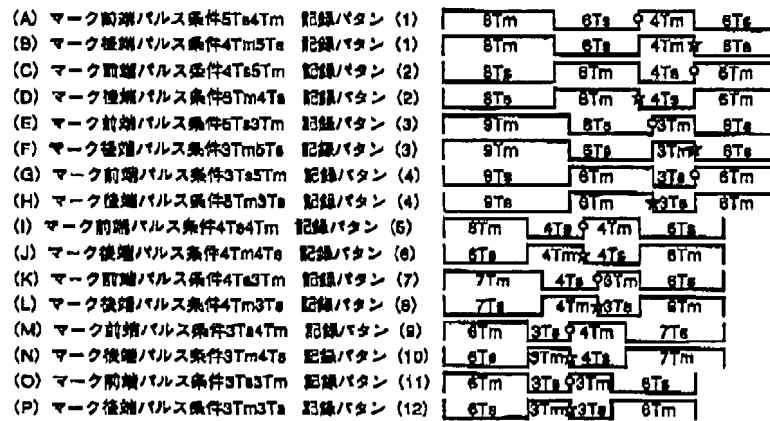 (A) マーク前端パルス条件5Ts4Tm 記録パタン (1) 8Tm 6Ts 4Tm 6Ts
(B) マーク後端パルス条件4Tm5Ts 記録パタン (1) 8Tm 6Ts 4Tm 6Ts
(C) マーク前端パルス条件4Ts5Tm 記録パタン (2) 8Ts 6Tm 4Ts 6Tm
(D) マーク後端パルス条件5Tm4Ts 記録パタン (2) 8Ts 6Tm 4Ts 6Tm
(E) マーク前端パルス条件5Ts3Tm 記録パタン (3) 9Tm 6Ts 3Tm 6Ts
(F) マーク後端パルス条件3Tm5Ts 記録パタン (3) 9Tm 6Ts 3Tm 6Ts
(G) マーク前端パルス条件3Ts5Tm 記録パタン (4) 9Ts 6Tm 3Ts 6Tm
(H) マーク後端パルス条件5Tm3Ts 記録パタン (4) 9Ts 6Tm 3Ts 6Tm
(I) マーク前端パルス条件4Ts4Tm 記録パタン (5) 6Tm 4Ts 4Tm 6Ts
(J) マーク後端パルス条件4Tm4Ts 記録パタン (6) 6Ts 4Tm 4Ts 6Tm
(K) マーク前端パルス条件4Ts3Tm 記録パタン (7) 7Tm 4Ts 3Tm 6Ts
(L) マーク後端パルス条件4Tm3Ts 記録パタン (8) 7Ts 4Tm 3Ts 6Tm
(M) マーク前端パルス条件3Ts4Tm 記録パタン (9) 6Tm 3Ts 4Tm 7Ts
(N) マーク後端パルス条件3Tm4Ts 記録パタン (10) 6Ts 3Tm 4Ts 7Tm
(O) マーク前端パルス条件3Ts3Tm 記録パタン (11) 6Tm 3Ts 3Tm 6Ts
(P) マーク後端パルス条件3Tm3Ts 記録パタン (12) 6Ts 3Tm 3Ts 6Tm